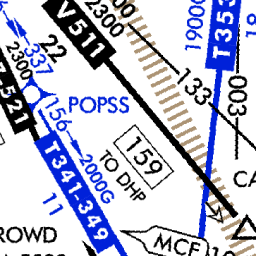 V511
2300
1900
T353
2300
22
337
133
003
521
POPSS
156
159
TO DHP
2000G
T341-349
11
CA
ROWD
MCF